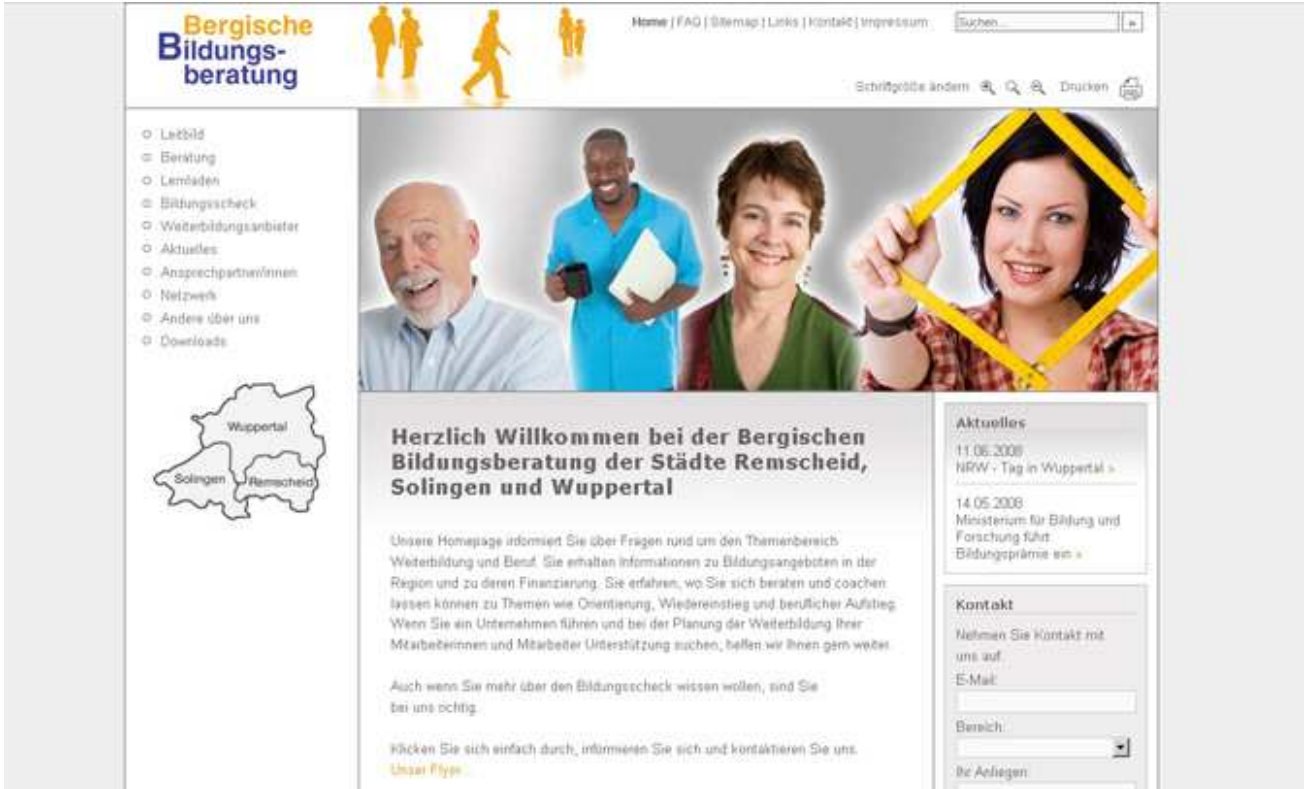 Bergische
Bildungs-
beratung
Home | FAQ | Sitemap | Links | Kontakt | Impressum
Suchen... »
Schriftgröße ändern
Drucken
Leitbild
Beratung
Lernladen
Bildungsscheck
Weiterbildungsanbieter
Aktuelles
Ansprechpartner/innen
Netzwerk
Andere über uns
Downloads
Wuppertal
Solingen
Remscheid
Herzlich Willkommen bei der Bergischen
Bildungsberatung der Städte Remscheid,
Solingen und Wuppertal
Unsere Homepage informiert Sie über Fragen rund um den Themenbereich
Weiterbildung und Beruf. Sie erhalten Informationen zu Bildungsangeboten in der
Region und zu deren Finanzierung. Sie erfahren, wo Sie sich beraten und coachen
lassen können zu Themen wie Orientierung, Wiedereinstieg und beruflicher Aufstieg.
Wenn Sie ein Unternehmen führen und bei der Planung der Weiterbildung Ihrer
Mitarbeiterinnen und Mitarbeiter Unterstützung suchen, helfen wir Ihnen gern weiter.
Auch wenn Sie mehr über den Bildungsscheck wissen wollen, sind Sie
bei uns richtig.
Klicken Sie sich einfach durch, informieren Sie sich und kontaktieren Sie uns.
Unser Flyer...
Aktuelles
11.06.2008
NRW - Tag in Wuppertal »
14.05.2008
Ministerium für Bildung und
Forschung führt
Bildungsprämie ein »
Kontakt
Nehmen Sie Kontakt mit
uns auf.
E-Mail:
Bereich:
Ihr Anliegen: